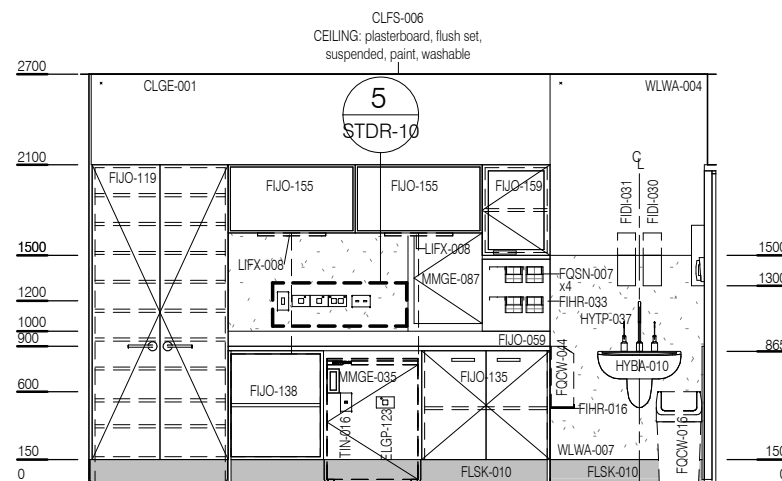 CLFS-006
CEILING: plasterboard, flush set,
suspended, paint, washable
2700
CLGE-001
WLWA-004
5
STDR-10
2100
FIJO-119
FIJO-155
FIJO-155
FIJO-159
C
L
FIDI-031
FIDI-030
1500
LIFX-008
LIFX-008
1500
MMGE-087
FQSN-007
x4
1300
1200
FIHR-033
HYTP-037
1000
900
FIJO-059
865
FIJO-138
MMGE-035
FIJO-135
FQCW-044
HYBA-010
600
FIHR-016
TIN-016
ELGP-123
FQCW-016
WLWA-007
150
0
FLSK-010
FLSK-010
150
0